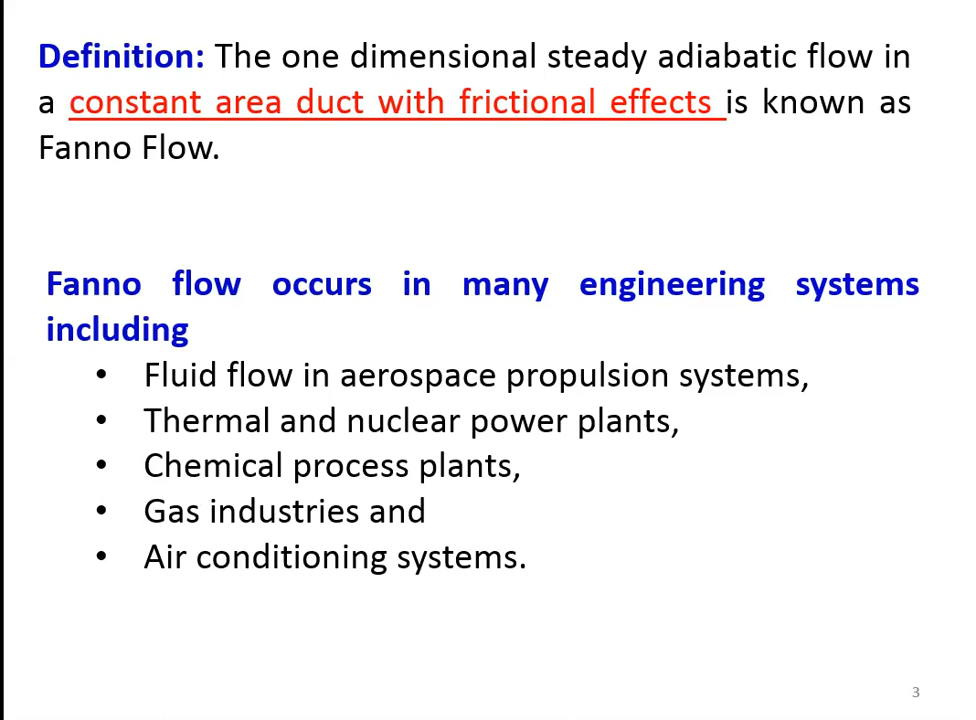 Definition: The one dimensional steady adiabatic flow in
a constant area duct with frictional effects is known as
Fanno Flow.
Fanno flow occurs in many engineering systems
including
• Fluid flow in aerospace propulsion systems,
• Thermal and nuclear power plants,
• Chemical process plants,
• Gas industries and
• Air conditioning systems.
3